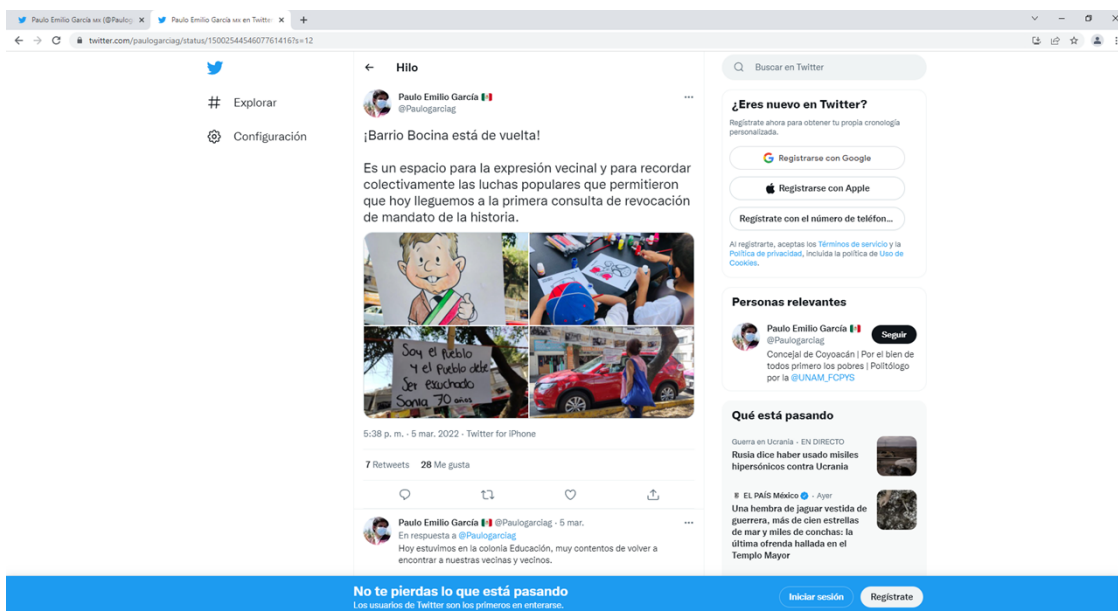 Paulo Emilio García MX (@Paulog
Paulo Emilio García MX en Twitter
twitter.com/paulogarciag/status/1500254454607761416?s=12
Explorar
Configuración
Hilo
Paulo Emilio García
@Paulogarciag
¡Barrio Bocina está de vuelta!
Es un espacio para la expresión vecinal y para recordar
colectivamente las luchas populares que permitieron
que hoy lleguemos a la primera consulta de revocación
de mandato de la historia.
Soy el Pueblo
y el Pueblo debe
Ser escuchado
Sonia 70 años
5:38 p. m. · 5 mar. 2022 · Twitter for iPhone
7 Retweets 28 Me gusta
Paulo Emilio García @Paulogarciag · 5 mar.
En respuesta a @Paulogarciag
Hoy estuvimos en la colonia Educación, muy contentos de volver a
encontrar a nuestras vecinas y vecinos.
Buscar en Twitter
¿Eres nuevo en Twitter?
Regístrate ahora para obtener tu propia cronología
personalizada.
Registrarse con Google
Registrarse con Apple
Regístrate con el número de teléfon...
Al registrarte, aceptas los Términos de servicio y la
Política de privacidad, incluida la política de Uso de
Cookies.
Personas relevantes
Paulo Emilio García
@Paulogarciag
Seguir
Concejal de Coyoacán | Por el bien de
todos primero los pobres | Politólogo
por la @UNAM_FCPYS
Qué está pasando
Guerra en Ucrania · EN DIRECTO
Rusia dice haber usado misiles
hipersónicos contra Ucrania
EL PAÍS México · Ayer
Una hembra de jaguar vestida de
guerrera, más de cien estrellas
de mar y miles de conchas: la
última ofrenda hallada en el
Templo Mayor
No te pierdas lo que está pasando
Los usuarios de Twitter son los primeros en enterarse.
Iniciar sesión
Regístrate